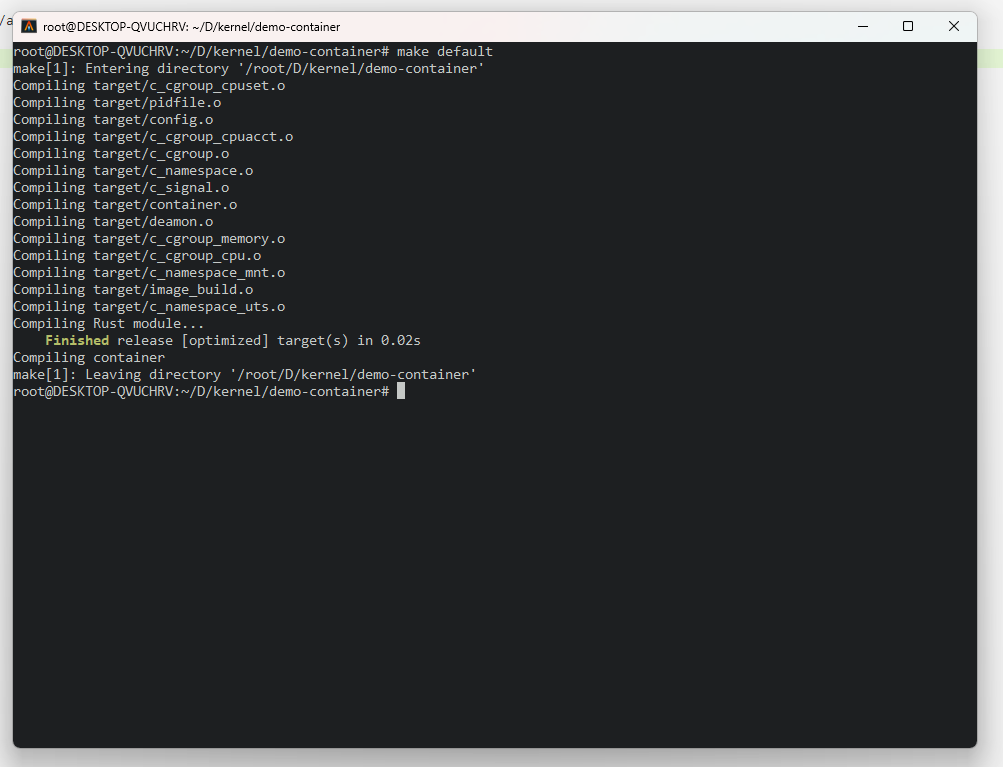 /a
root@DESKTOP-QVUCHRV: ~/D/kernel/demo-container
root@DESKTOP-QVUCHRV:~/D/kernel/demo-container# make default
make[1]: Entering directory '/root/D/kernel/demo-container'
Compiling target/c_cgroup_cpuset.o
Compiling target/pidfile.o
Compiling target/config.o
Compiling target/c_cgroup_cpuacct.o
Compiling target/c_cgroup.o
Compiling target/c_namespace.o
Compiling target/c_signal.o
Compiling target/container.o
Compiling target/deamon.o
Compiling target/c_cgroup_memory.o
Compiling target/c_cgroup_cpu.o
Compiling target/c_namespace_mnt.o
Compiling target/image_build.o
Compiling target/c_namespace_uts.o
Compiling Rust module...
    Finished release [optimized] target(s) in 0.02s
Compiling container
make[1]: Leaving directory '/root/D/kernel/demo-container'
root@DESKTOP-QVUCHRV:~/D/kernel/demo-container#